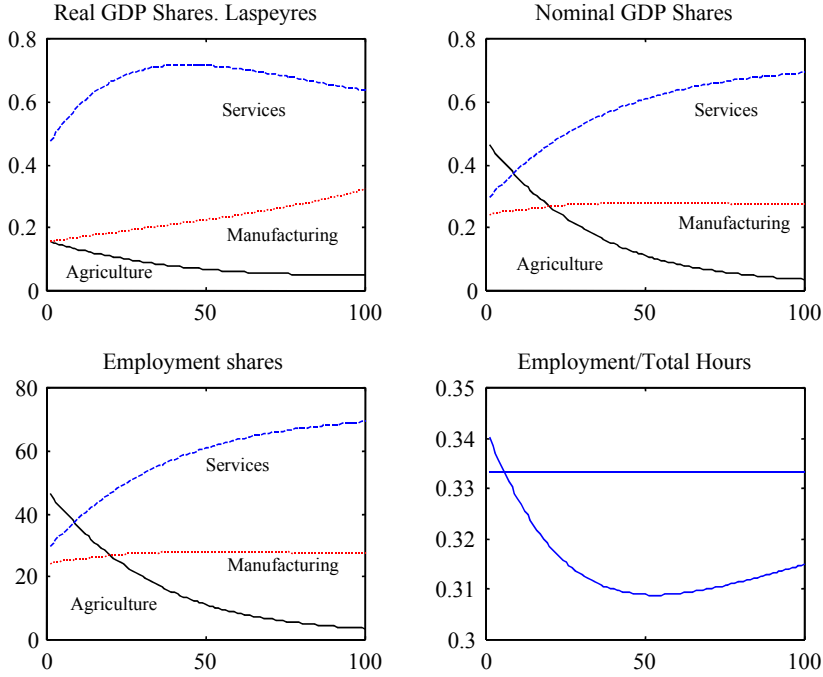 Real GDP Shares. Laspeyres
0.8
0.6
0.4
0.2
0
0
50
100
Services
Manufacturing
Agriculture
Nominal GDP Shares
0.8
0.6
0.4
0.2
0
0
50
100
Services
Manufacturing
Agriculture
Employment shares
80
60
40
20
0
0
50
100
Services
Manufacturing
Agriculture
Employment/Total Hours
0.35
0.34
0.33
0.32
0.31
0.3
0
50
100